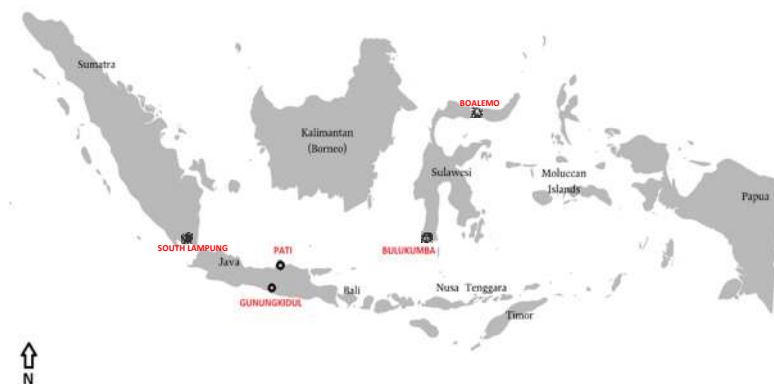 Sumatra
BOALEMO
Kalimantan
(Borneo)
Sulawesi
Moluccan
Islands
Papua
SOUTH LAMPUNG
PATI
BULUKUMBA
Java
GUNUNGKIDUL
Bali
Nusa Tenggara
Timor
N